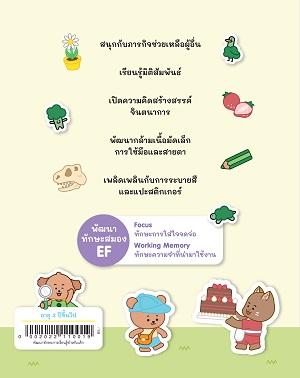 สนุกกับภารกิจช่วยเหลือผู้อื่น
เรียนรู้มิติสัมพันธ์
เปิดความคิดสร้างสรรค์
จินตนาการ
พัฒนากล้ามเนื้อมัดเล็ก
การใช้มือและสายตา
เพลิดเพลินกับการระบายสี
และแปะสติกเกอร์
พัฒนา
ทักษะสมอง
EF
Focus
ทักษะการใส่ใจจดจ่อ
Working Memory
ทักษะความจำที่นำมาใช้งาน
อายุ 3 ปีขึ้นไป
0 002022 110019